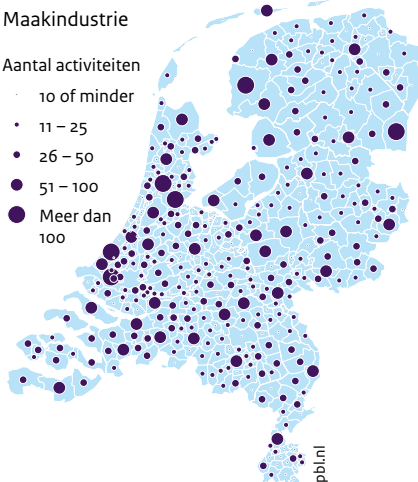 Maakindustrie
Aantal activiteiten
10 of minder
11 – 25
26 – 50
51 – 100
Meer dan
100
pbl.nl